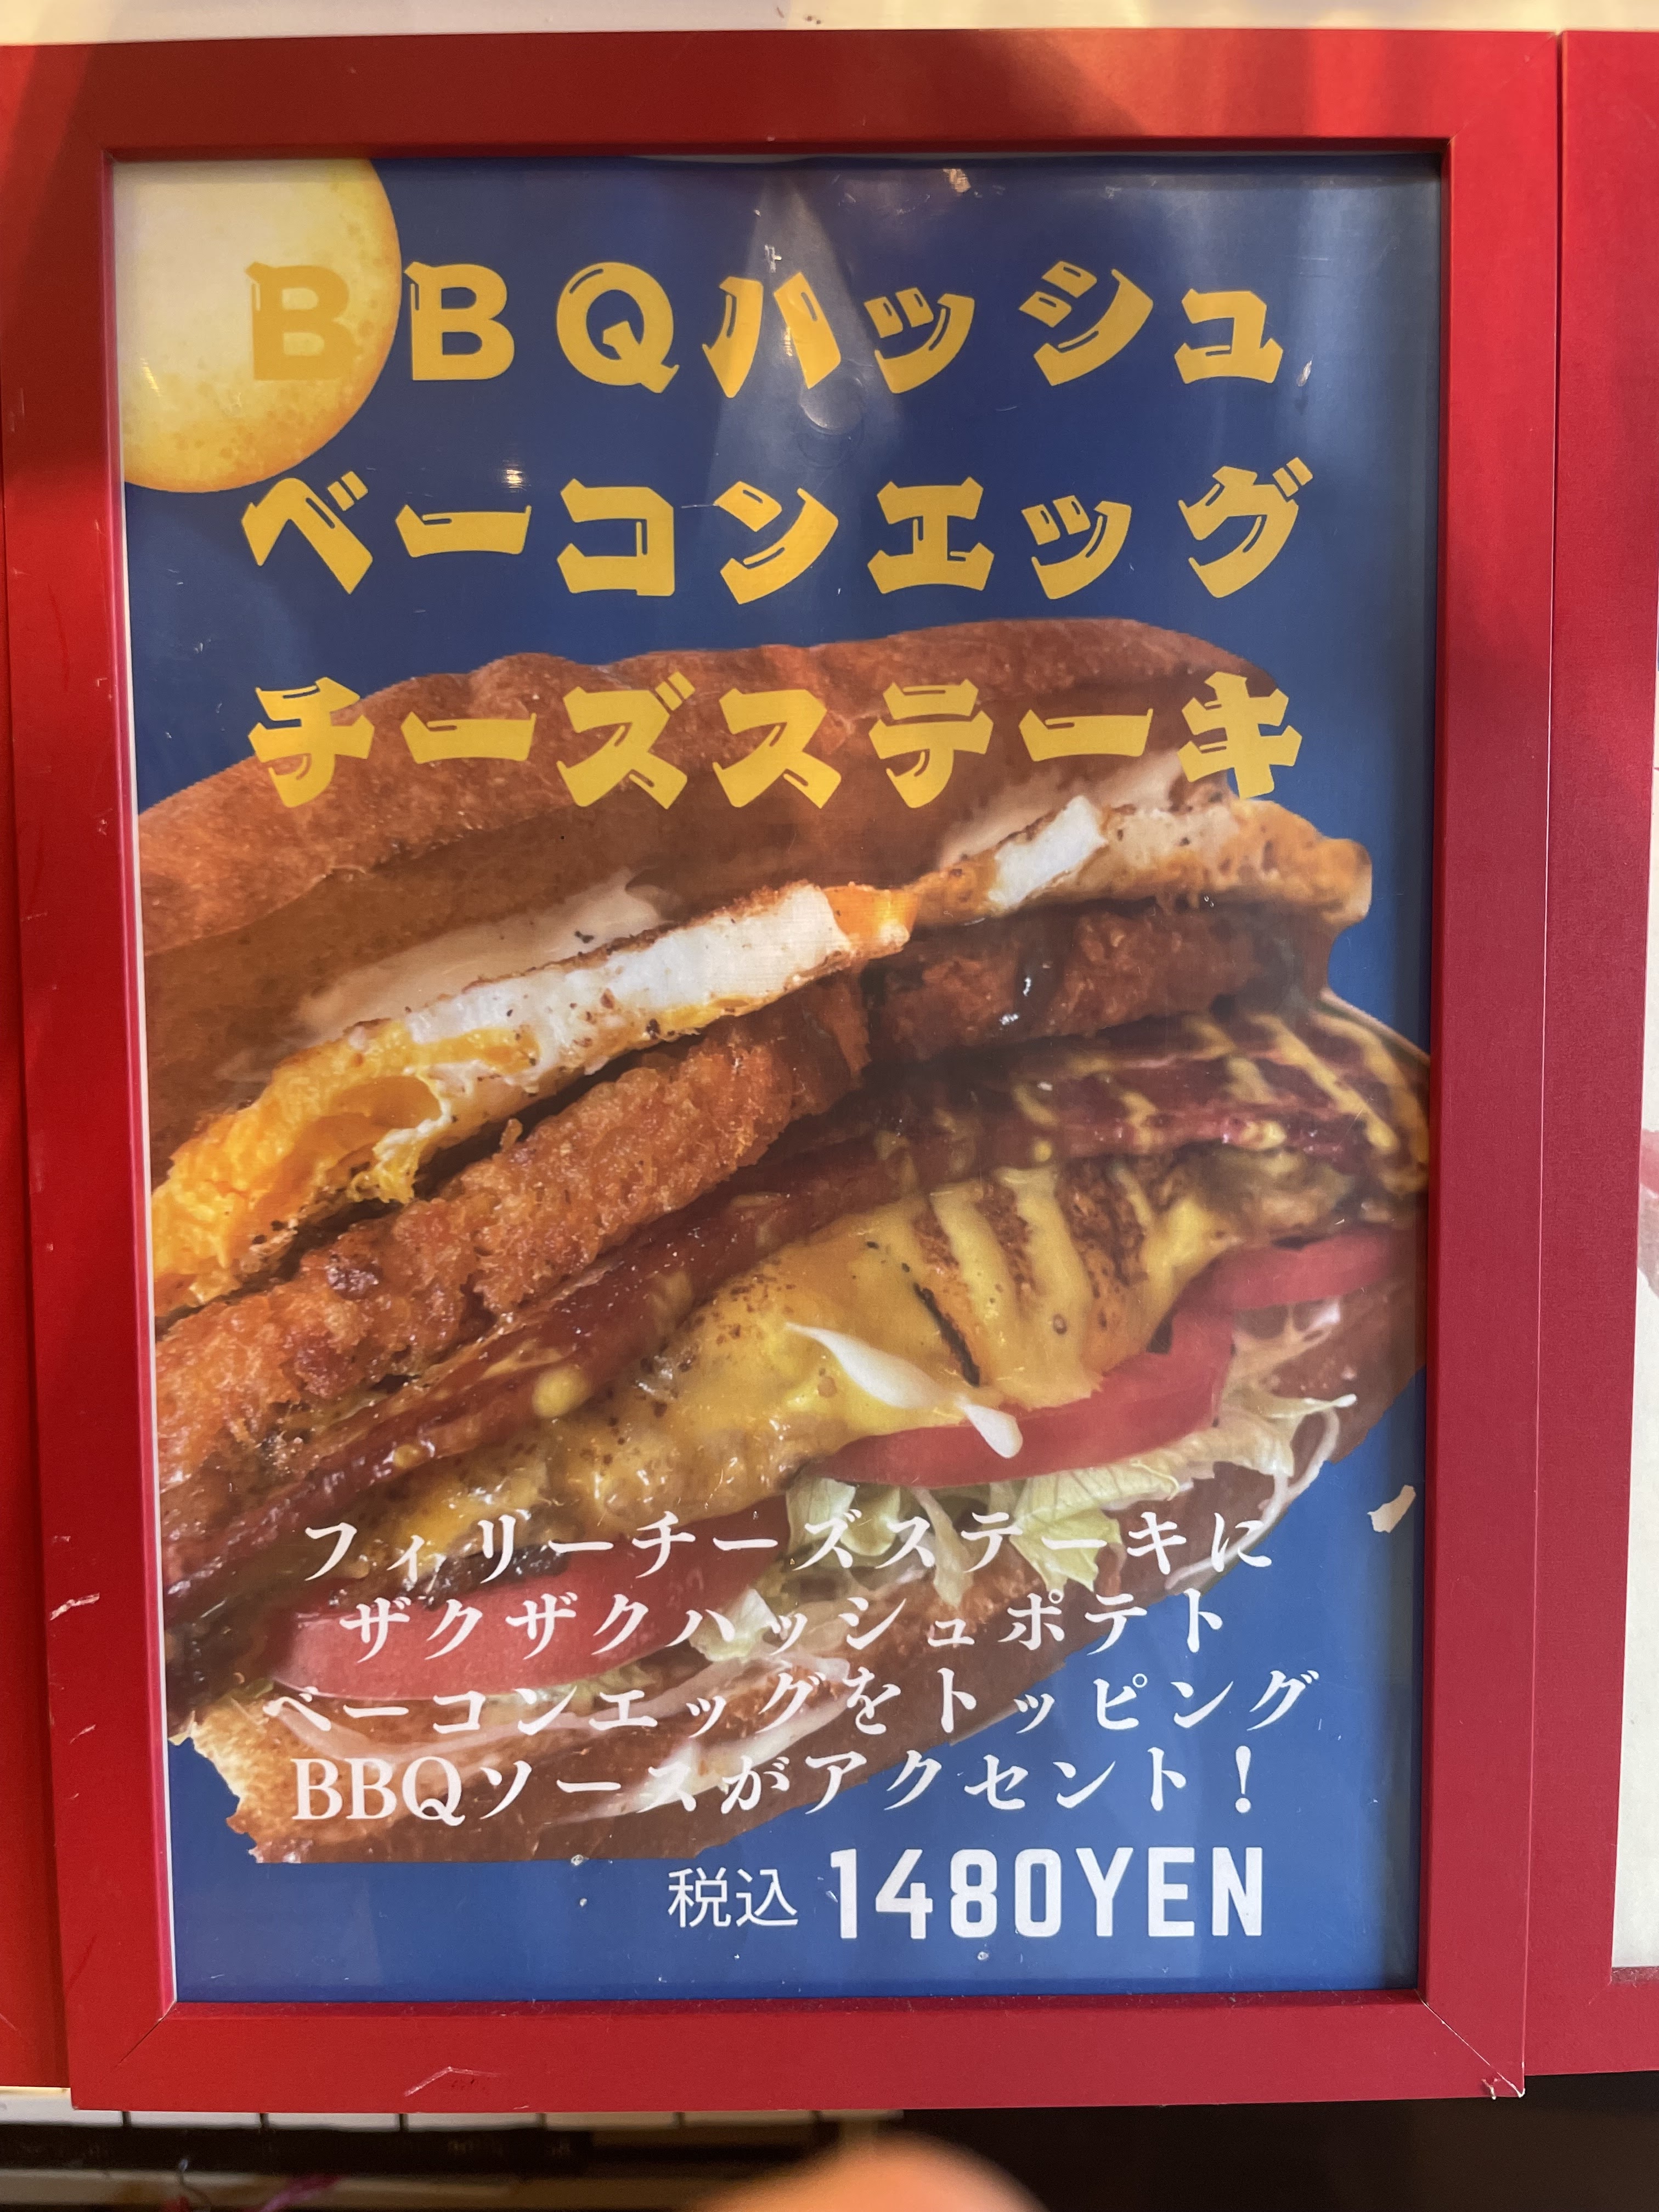 BBQハッシュ
ベーコンエッグ
チーズステーキ
フィリーチーズステーキに
ザクザクハッシュポテト
ベーコンエッグをトッピング
BBQソースがアクセント！
税込 1480YEN